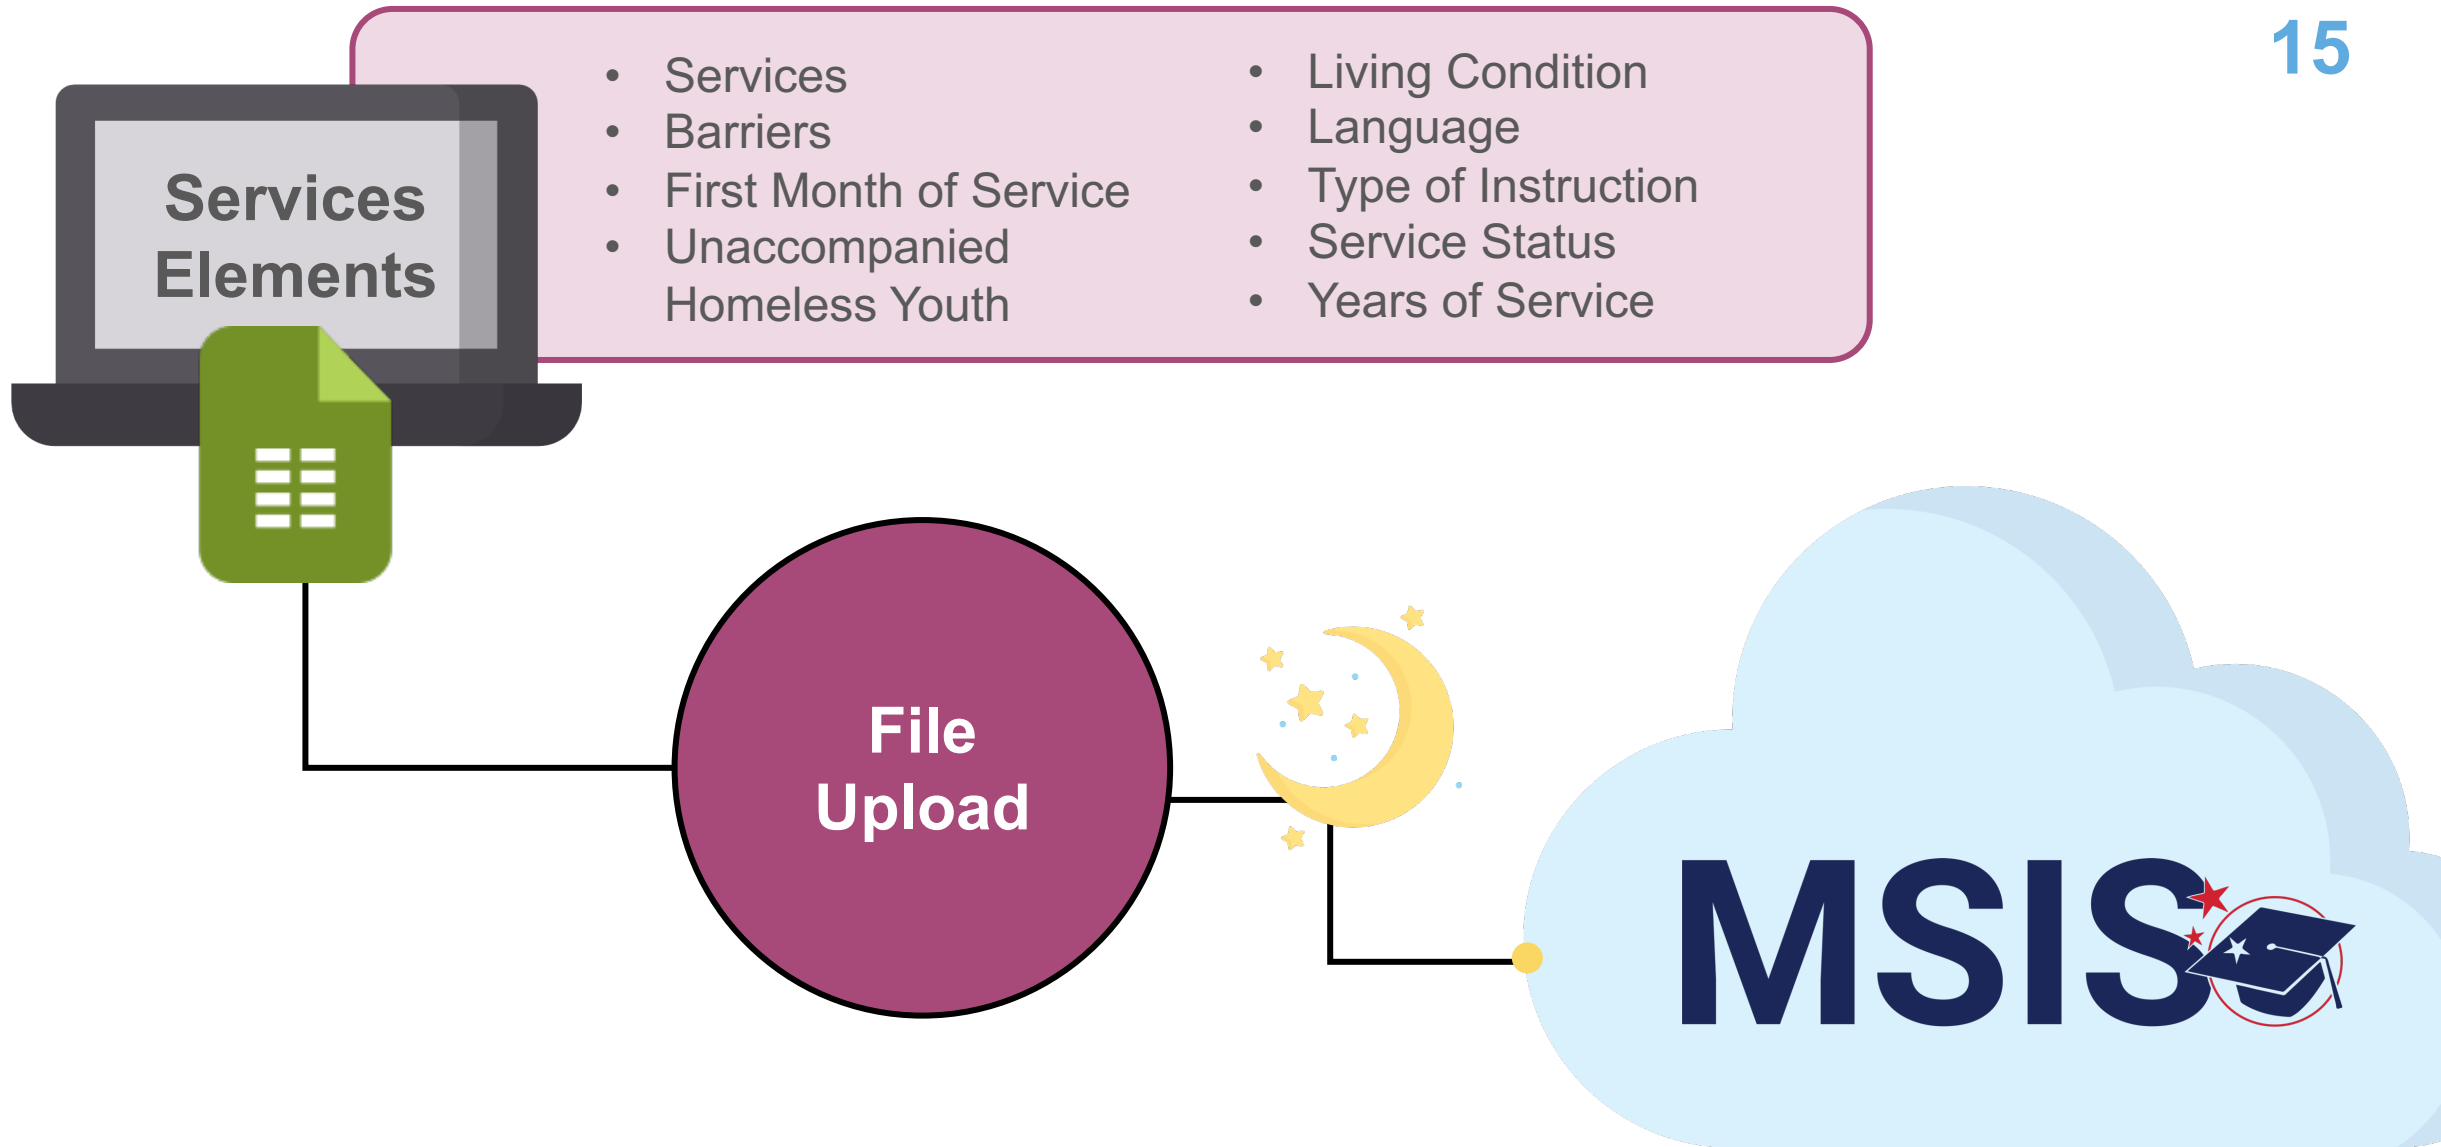 15
Services
Elements
• Services
• Barriers
• First Month of Service
• Unaccompanied
Homeless Youth
• Living Condition
• Language
• Type of Instruction
• Service Status
• Years of Service
File
Upload
MSIS